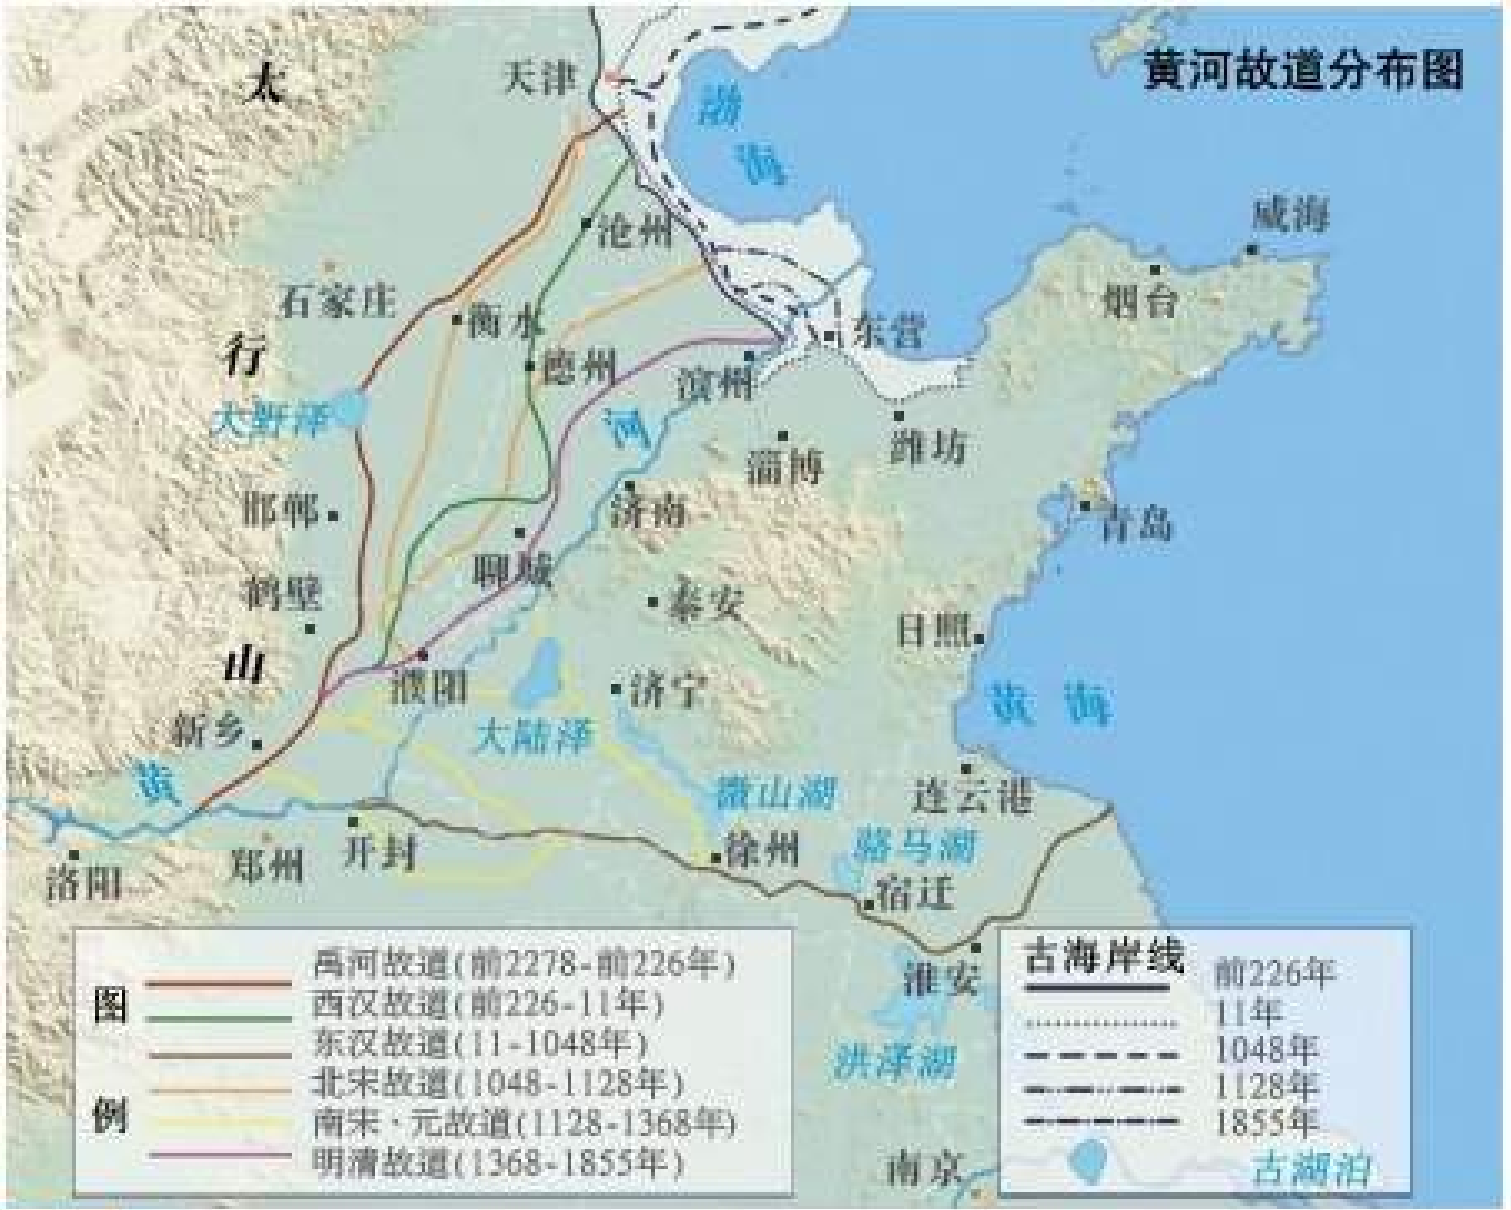 黄河故道分布图
太
行
山
天津
渤
海
沧州
石家庄
衡水
德州
大野泽
邯郸
鹤壁
新乡
黄
河
滨州
东营
威海
烟台
潍坊
淄博
济南
青岛
聊城
泰安
日照
濮阳
济宁
大陆泽
黄海
微山湖
连云港
徐州
骆马湖
宿迁
洛阳
郑州
开封
淮安
洪泽湖
南京
图例
禹河故道(前2278-前226年)
西汉故道(前226-11年)
东汉故道(11-1048年)
北宋故道(1048-1128年)
南宋·元故道(1128-1368年)
明清故道(1368-1855年)
古海岸线
前226年
11年
1048年
1128年
1855年
古湖泊